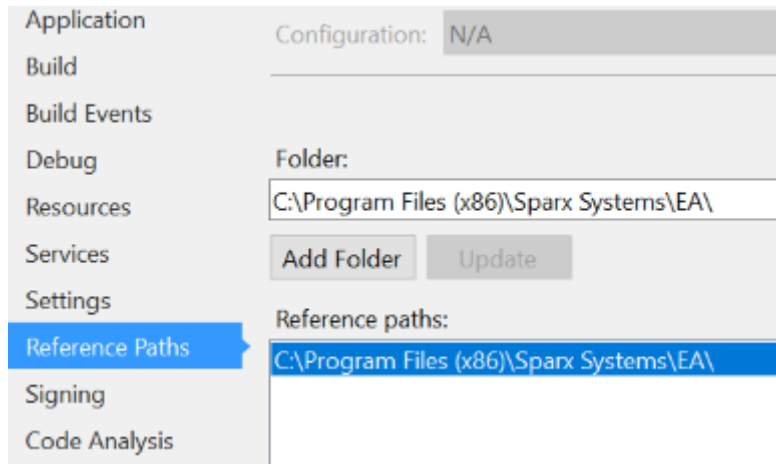 Application
Build
Build Events
Debug
Resources
Services
Settings
Reference Paths
Signing
Code Analysis
Configuration: N/A
Folder:
C:\Program Files (x86)\Sparx Systems\EA\
Add Folder Update
Reference paths:
C:\Program Files (x86)\Sparx Systems\EA\